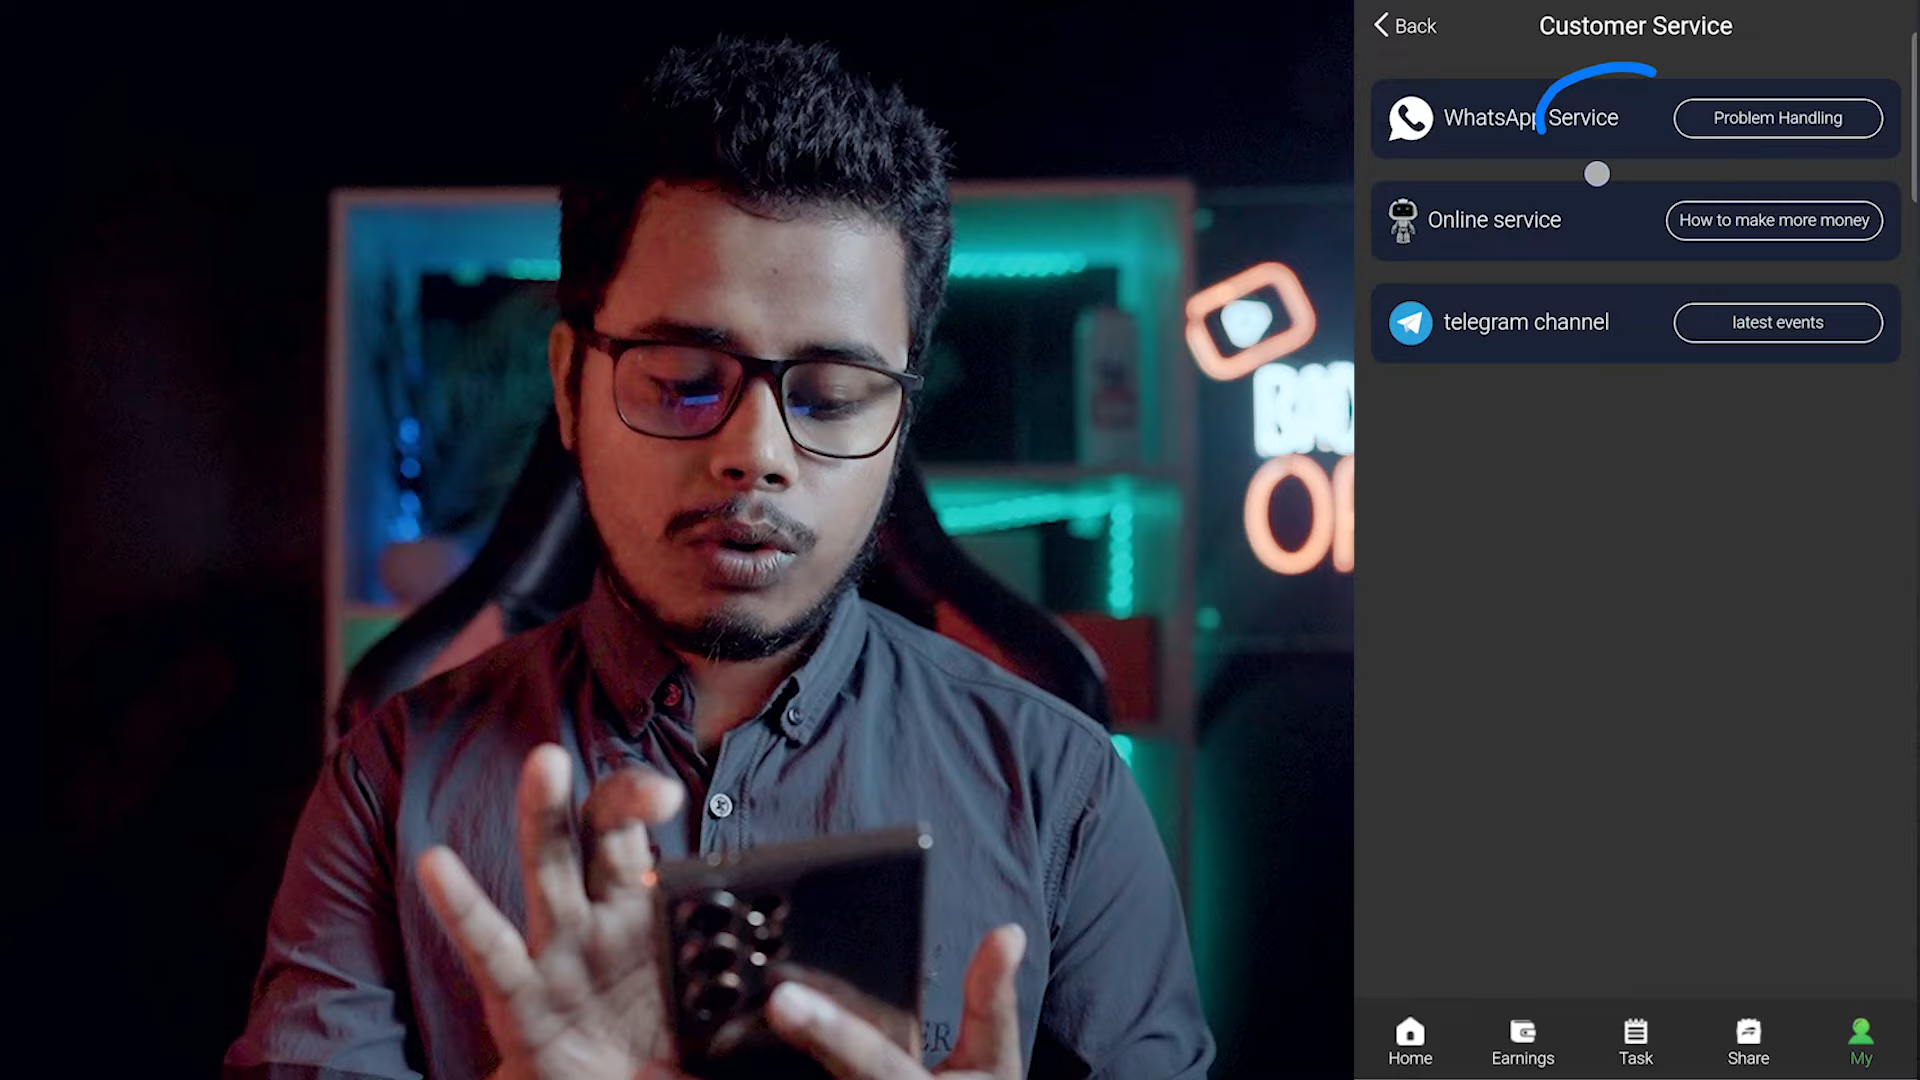 Back
Customer Service
WhatsApp Service
Problem Handling
Online service
How to make more money
telegram channel
latest events
Home
Earnings
Task
Share
My